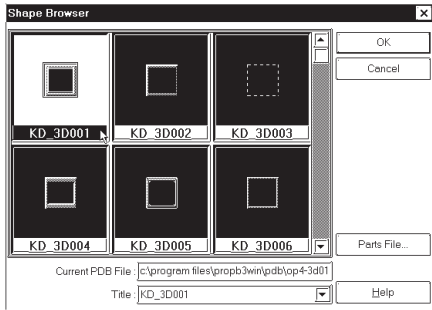 Shape Browser
OK
Cancel
KD_3D001 KD_3D002 KD_3D003
KD_3D004 KD_3D005 KD_3D006
Parts File...
Current PDB File : c:\program files\propb3win\pdb\op4-3d01
Title : KD_3D001
Help